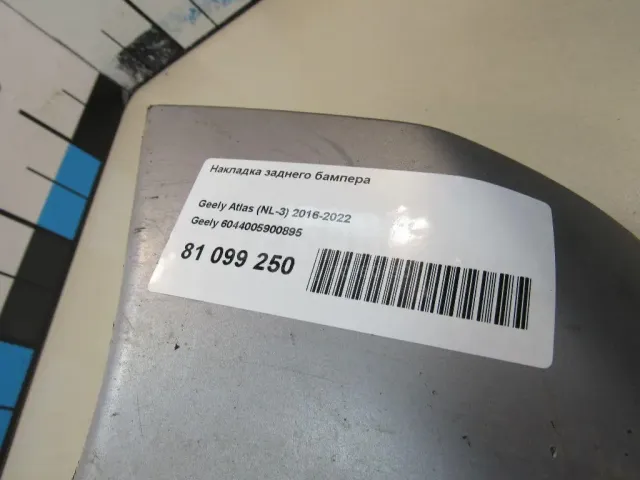 Накладка заднего бампера
Geely Atlas (NL-3) 2016-2022
Geely 6044005900895
81 099 250